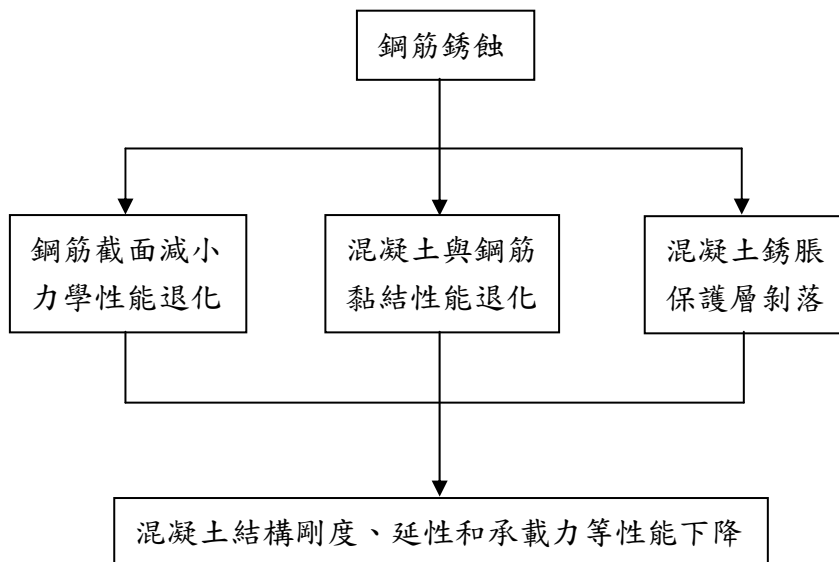 鋼筋銹蝕
鋼筋截面減小
力學性能退化
混凝土與鋼筋
黏結性能退化
混凝土銹脹
保護層剝落
混凝土結構剛度、延性和承載力等性能下降